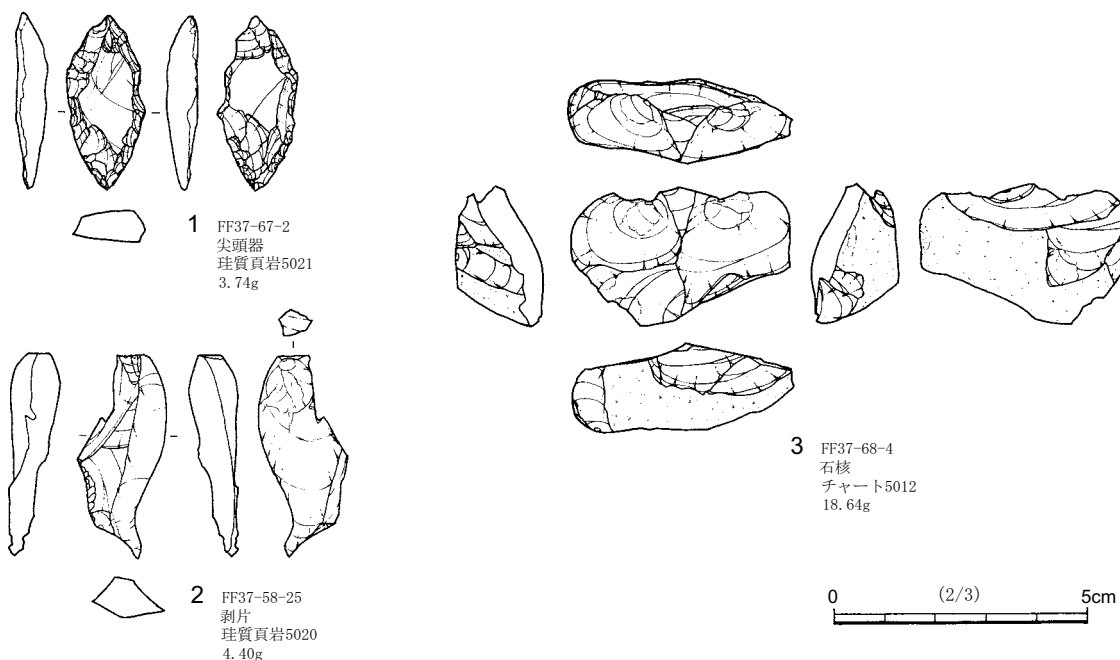 1 FF37-67-2
尖頭器
珪質頁岩5021
3.74g
2 FF37-58-25
剥片
珪質頁岩5020
4.40g
3 FF37-68-4
石核
チャート5012
18.64g
0 (2/3) 5cm